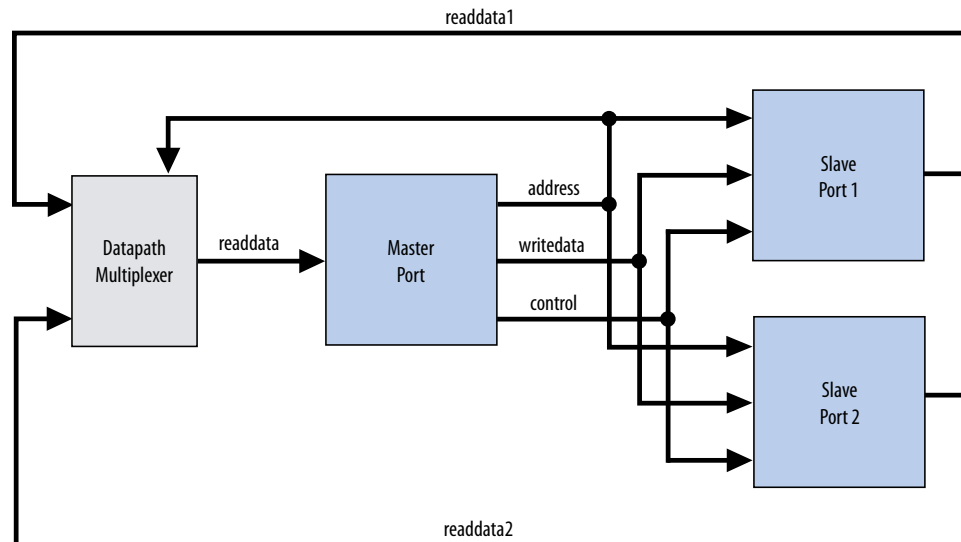 readdata1
Slave
Port 1
address
Datapath
Multiplexer
readdata
Master
Port
writedata
control
Slave
Port 2
readdata2